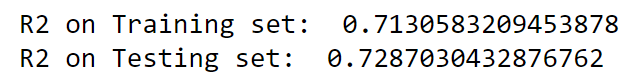 R2 on Training set:  0.7130583209453878
R2 on Testing set:  0.7287030432876762